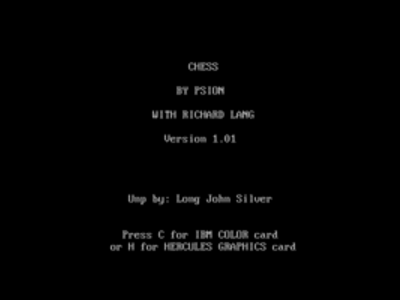 CHESS
BY PSION
WITH RICHARD LANG
Version 1.01
Unp by: Long John Silver
Press C for IBM COLOR card
or H for HERCULES GRAPHICS card